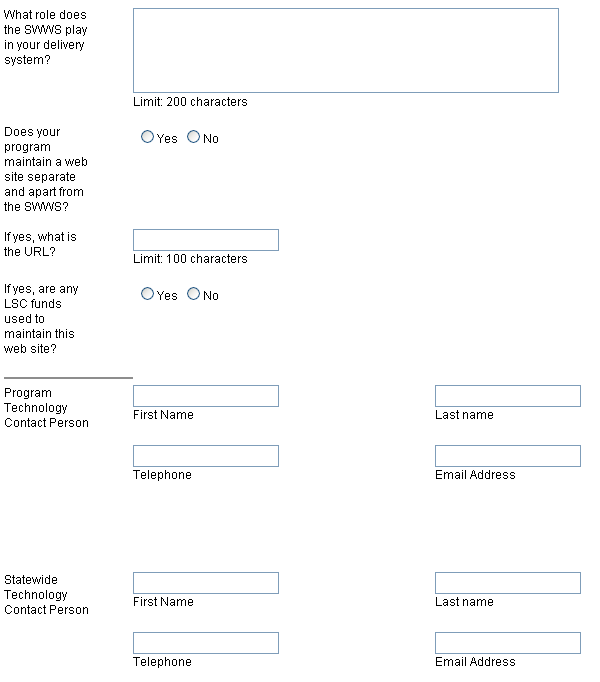 What role does
the SWWS play
in your delivery
system?
Limit: 200 characters
Does your
program
maintain a web
site separate
and apart from
the SWWS?
Yes No
If yes, what is
the URL?
Limit: 100 characters
If yes, are any
LSC funds
used to
maintain this
web site?
Yes No
Program
Technology
Contact Person
First Name Last name
Telephone Email Address
Statewide
Technology
Contact Person
First Name Last name
Telephone Email Address